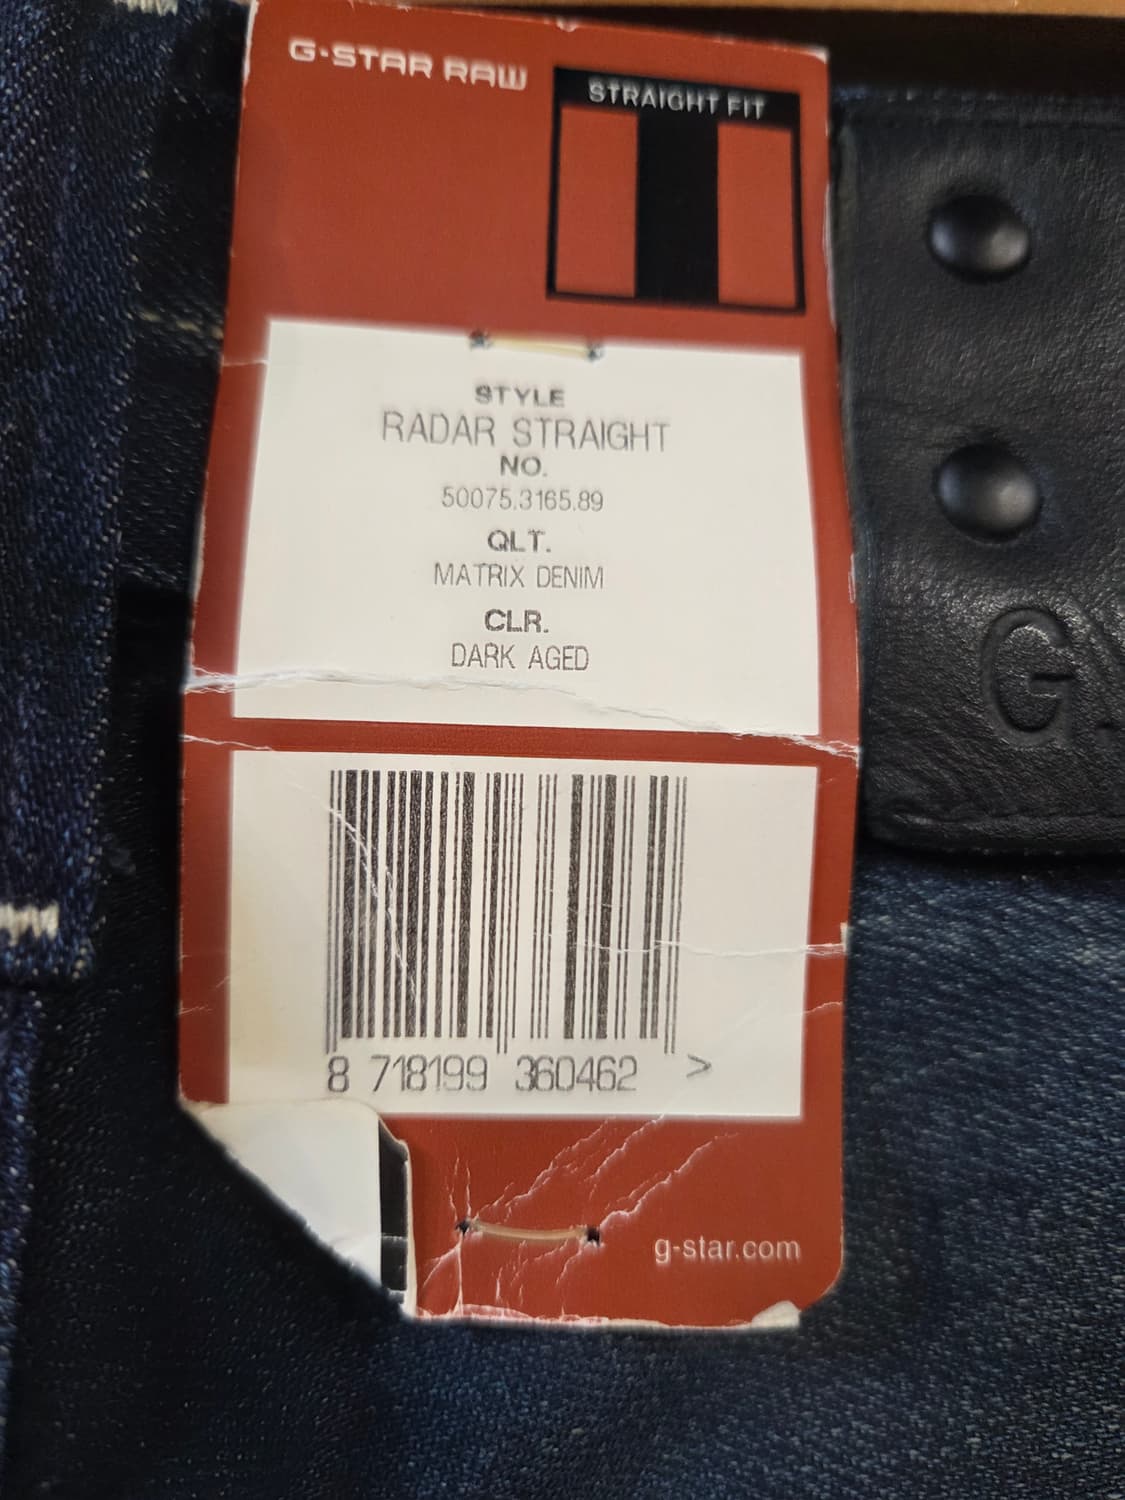 G-STAR RAW
STRAIGHT FIT
STYLE
RADAR STRAIGHT
NO.
50075.3165.89
QLT.
MATRIX DENIM
CLR.
DARK AGED
8 718199 360462 >
g-star.com
G